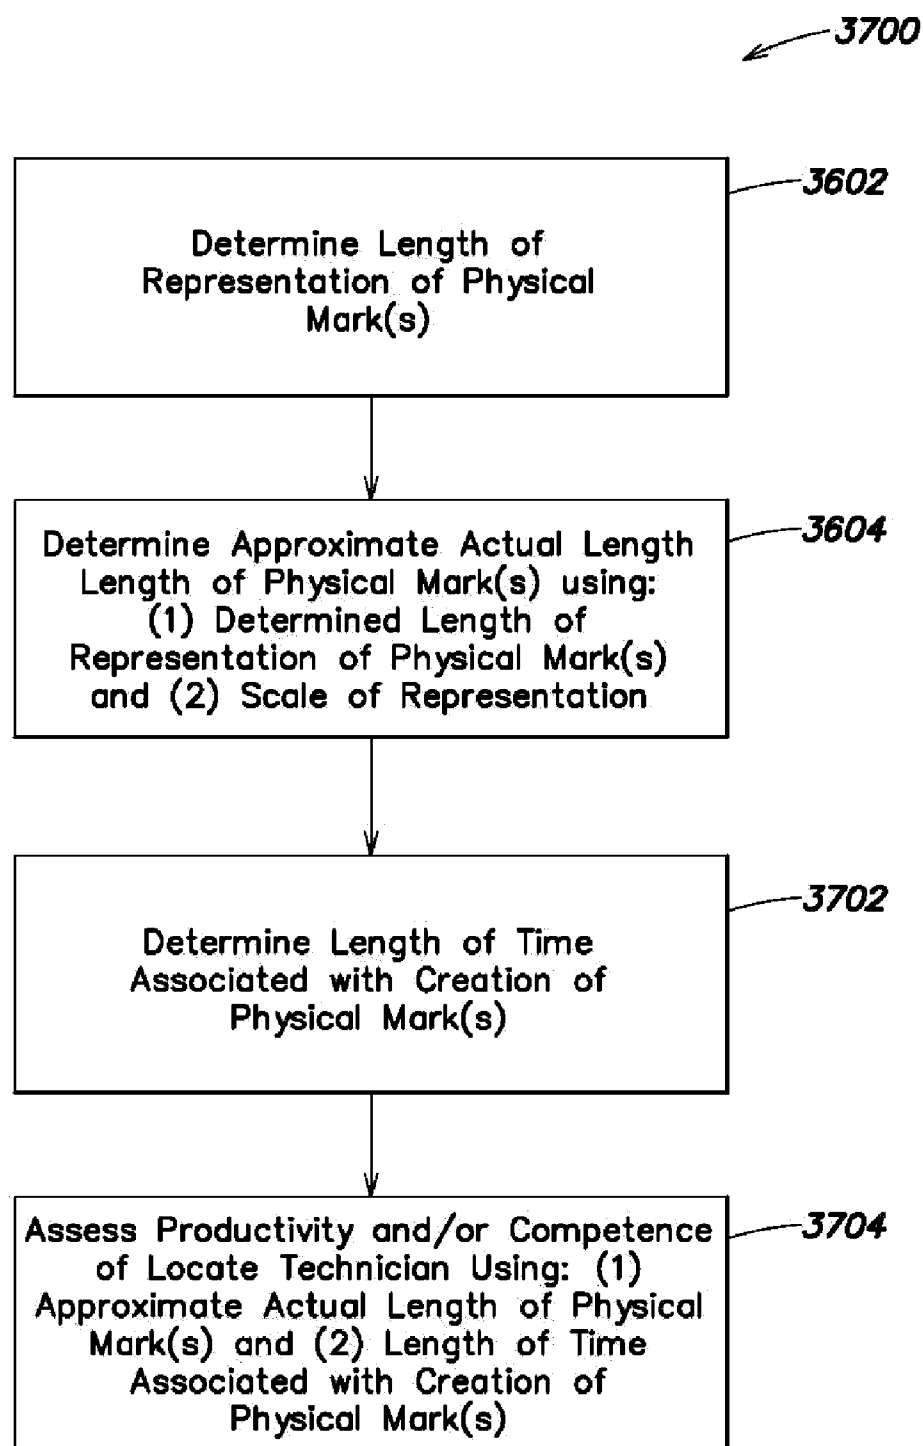 3700
3602
Determine Length of
Representation of Physical
Mark(s)
3604
Determine Approximate Actual Length
Length of Physical Mark(s) using:
(1) Determined Length of
Representation of Physical Mark(s)
and (2) Scale of Representation
3702
Determine Length of Time
Associated with Creation of
Physical Mark(s)
3704
Assess Productivity and/or Competence
of Locate Technician Using: (1)
Approximate Actual Length of Physical
Mark(s) and (2) Length of Time
Associated with Creation of
Physical Mark(s)